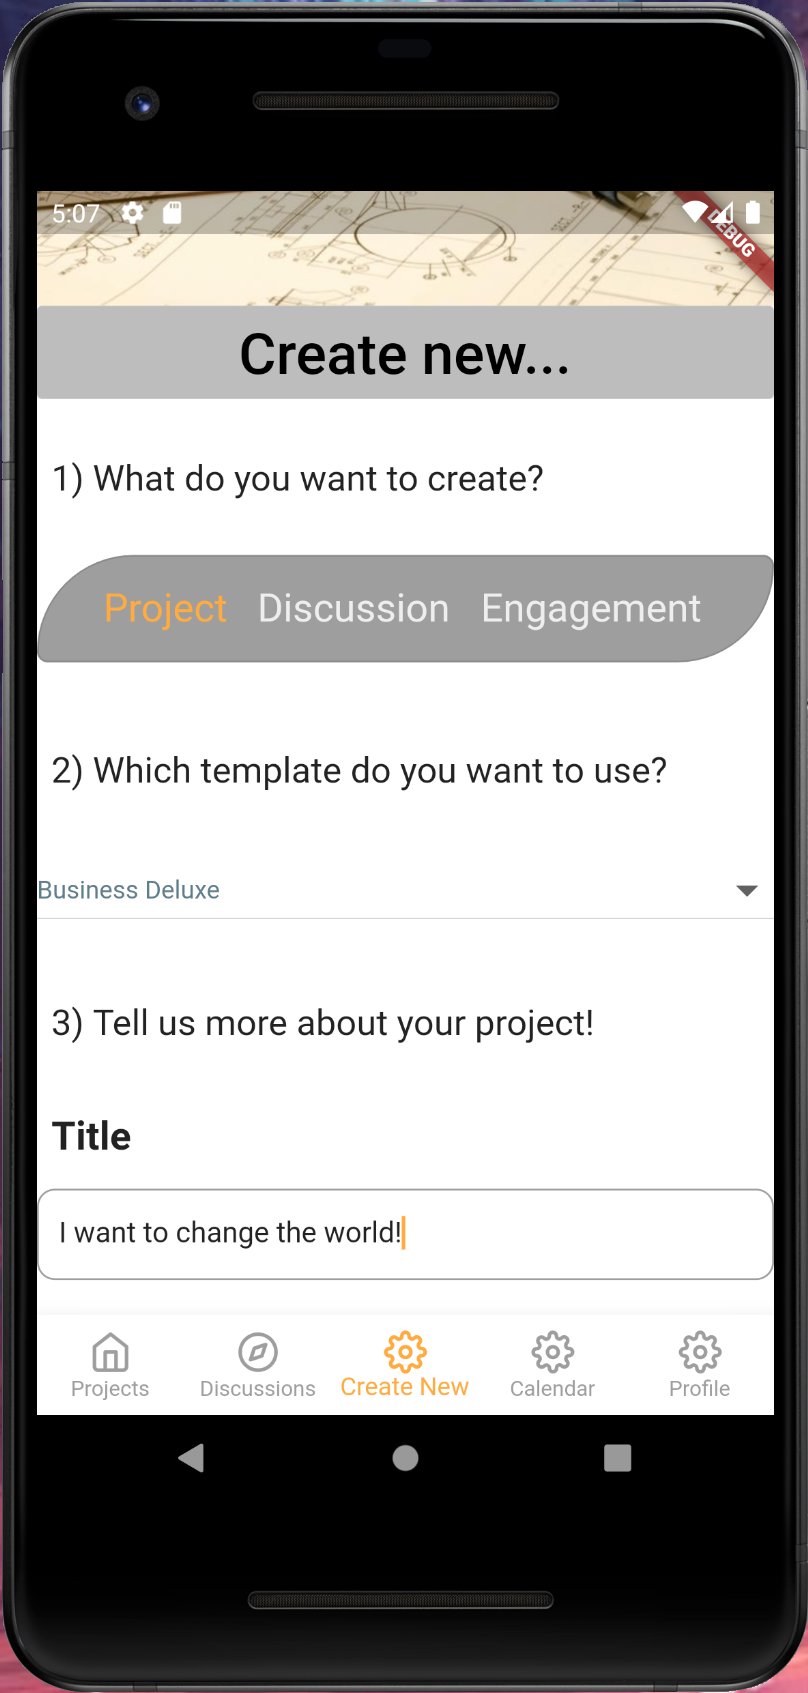 5:07
DEBUG
Create new...
1) What do you want to create?
Project Discussion Engagement
2) Which template do you want to use?
Business Deluxe
3) Tell us more about your project!
Title
I want to change the world!
Projects Discussions Create New Calendar Profile